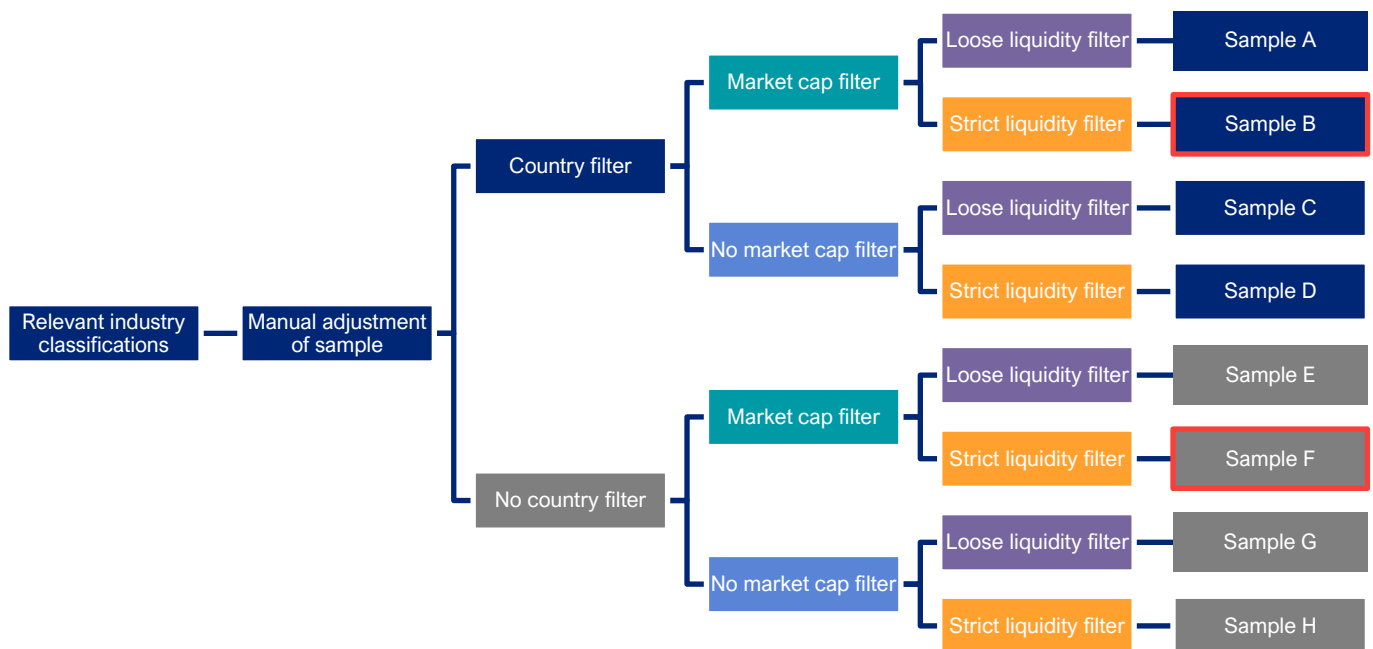 Relevant industry
classifications
Manual adjustment
of sample
Country filter
Market cap filter
Loose liquidity filter
Sample A
Strict liquidity filter
Sample B
No market cap filter
Loose liquidity filter
Sample C
Strict liquidity filter
Sample D
No country filter
Market cap filter
Loose liquidity filter
Sample E
Strict liquidity filter
Sample F
No market cap filter
Loose liquidity filter
Sample G
Strict liquidity filter
Sample H